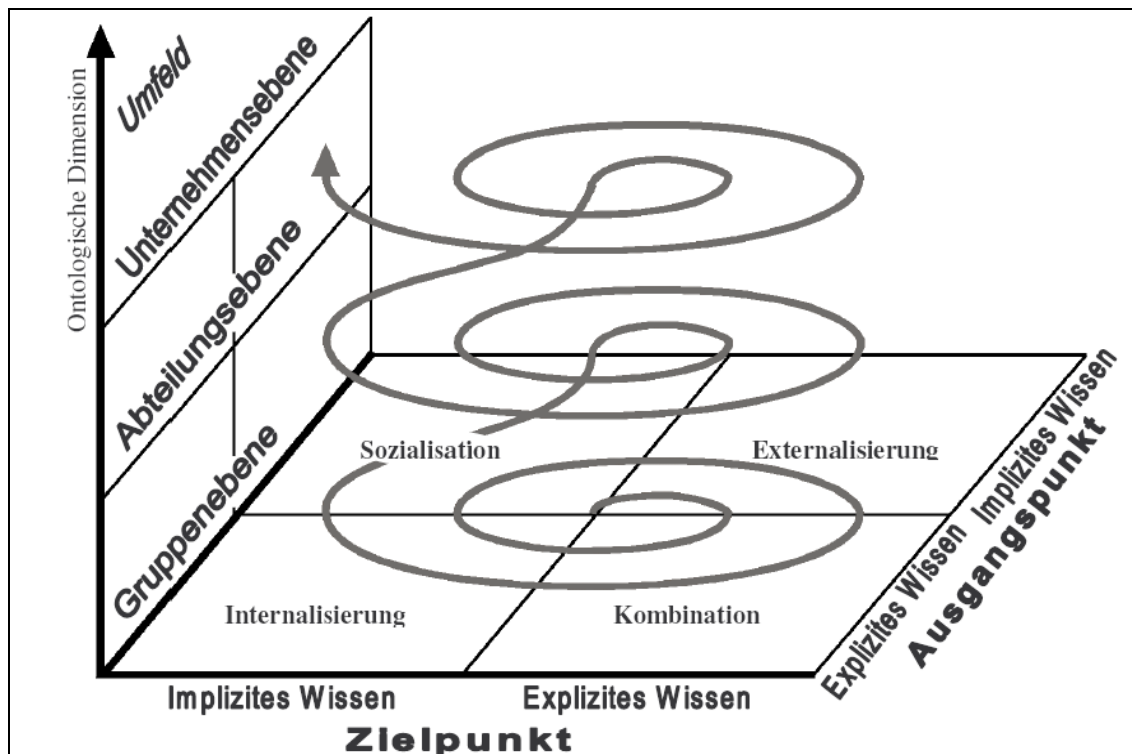 Ontologische Dimension
Umfeld
Unternehmensebene
Abteilungsebene
Gruppenebene
Sozialisation
Externalisierung
Internalisierung
Kombination
Implizites Wissen
Explizites Wissen
Zielpunkt
Explizites Wissen
Implizites Wissen
Ausgangspunkt